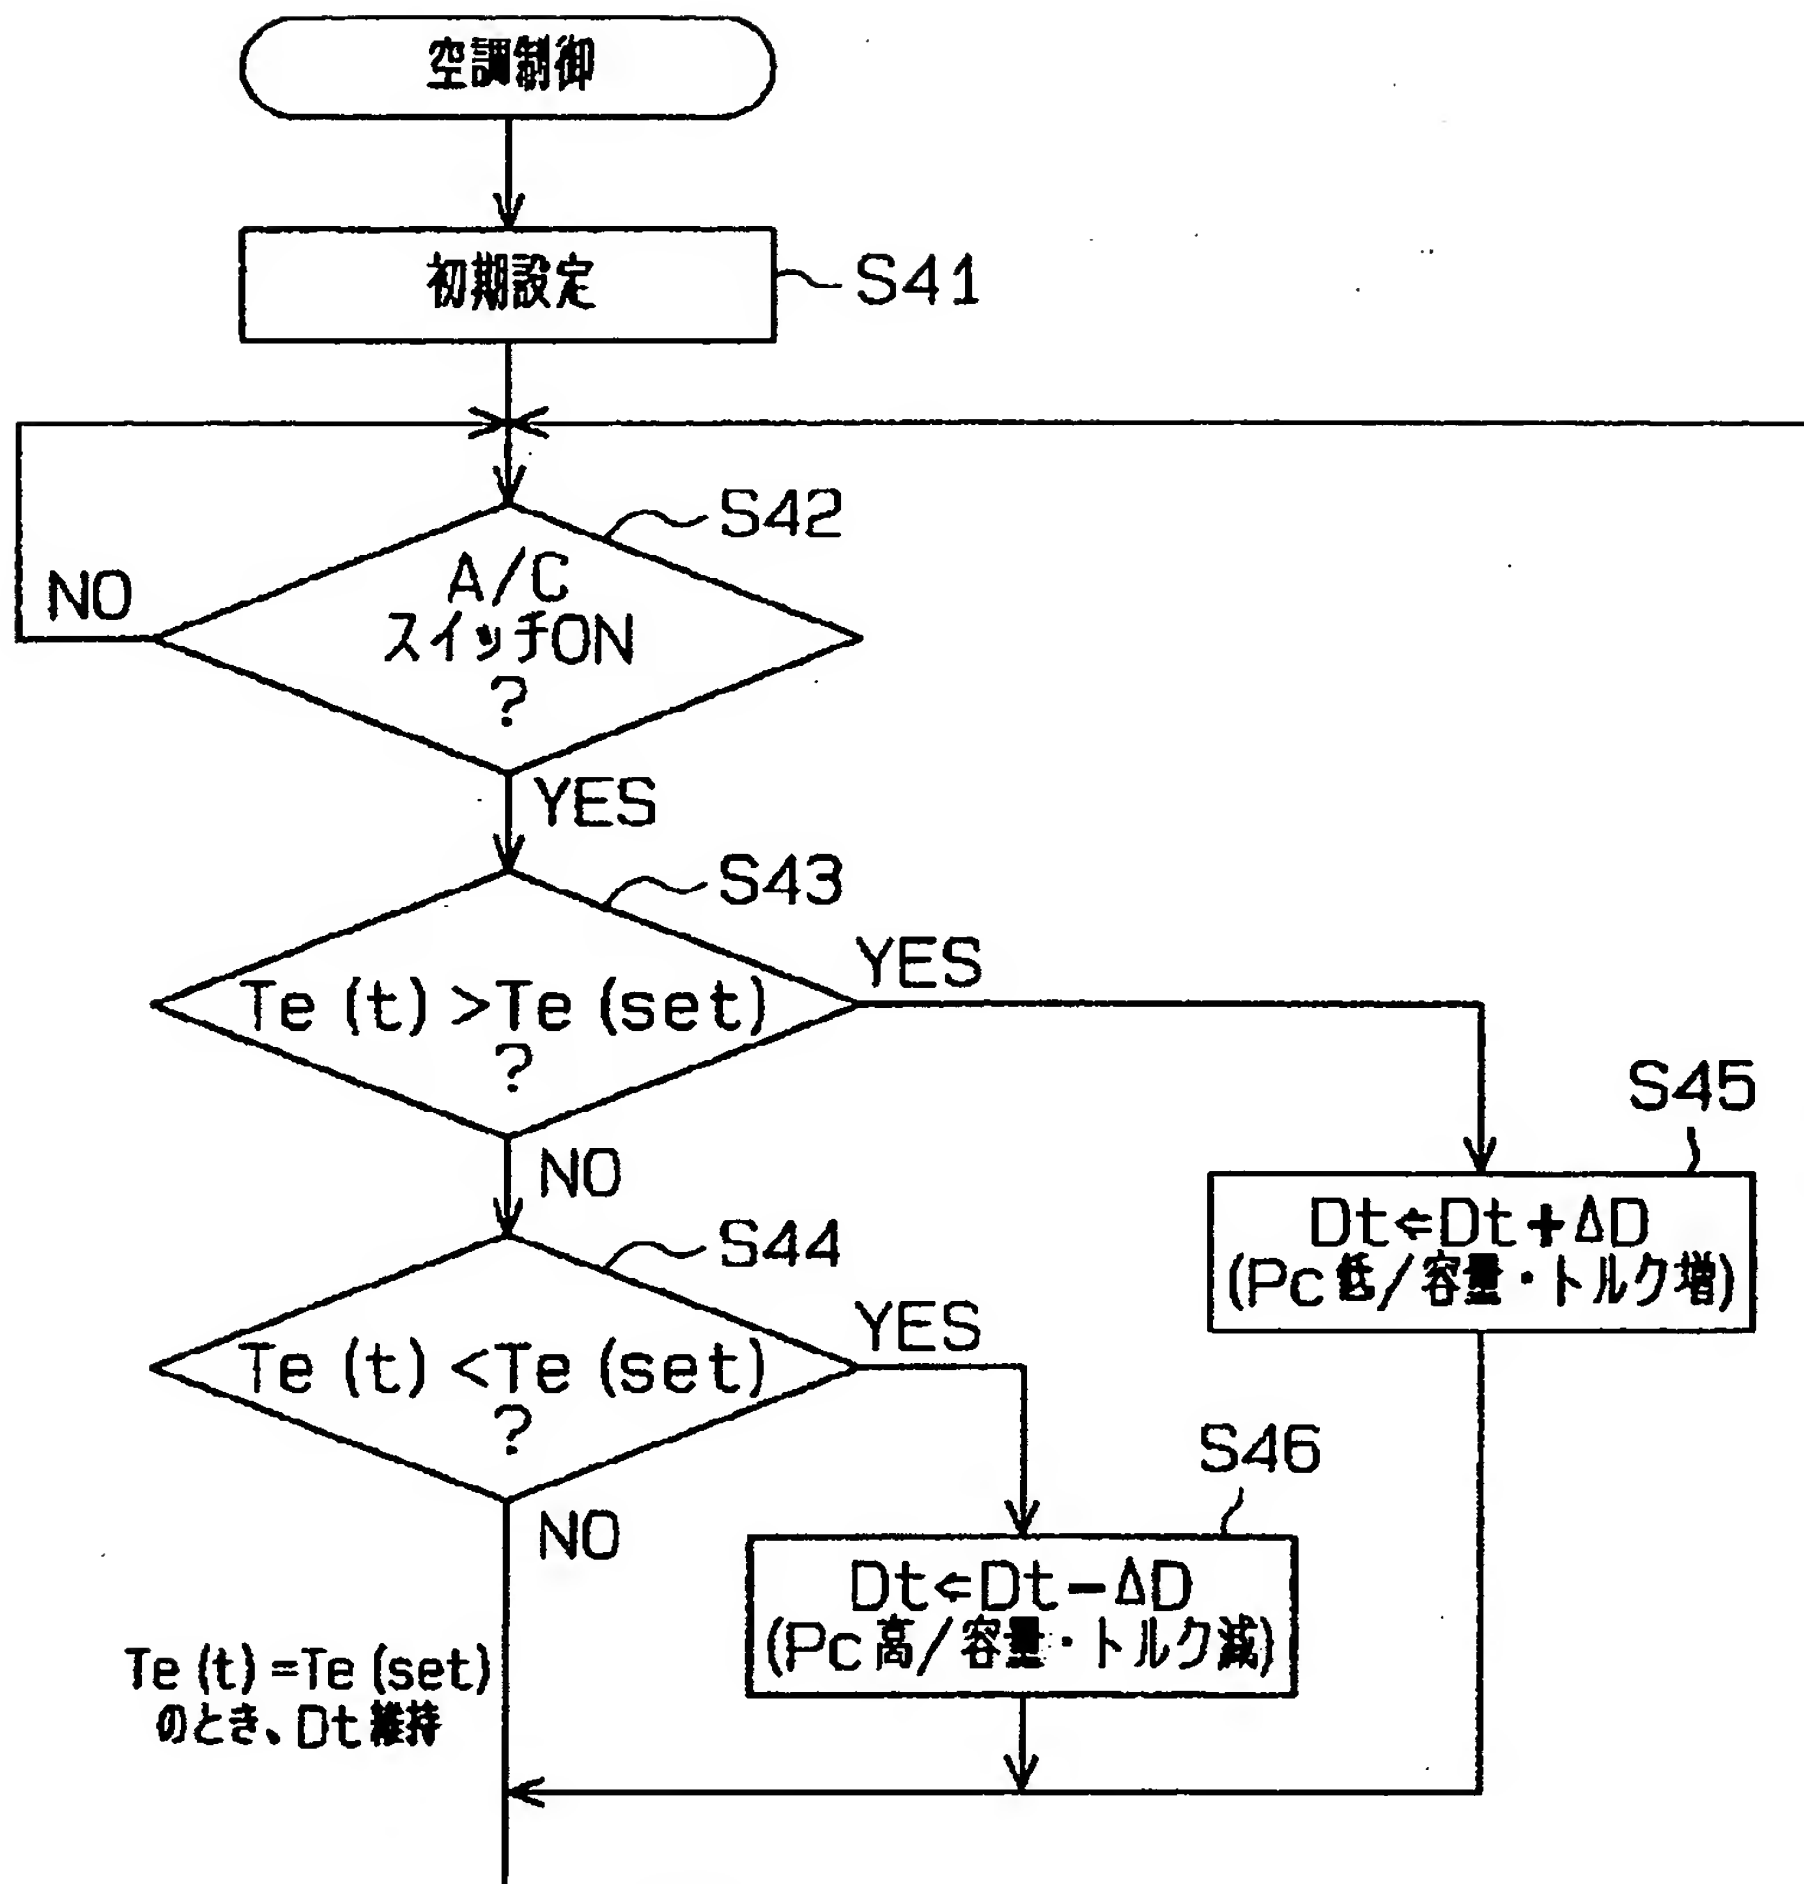 空調制御
初期設定
S41
S42
A/C
スイッチON
?
NO
YES
S43
Te(t)>Te(set)
?
YES
NO
S45
Dt⇐Dt+ΔD
(Pc低/容量・トルク増)
S44
Te(t)<Te(set)
?
YES
NO
S46
Dt⇐Dt-ΔD
(Pc高/容量・トルク減)
Te(t)=Te(set)
のとき、Dt維持